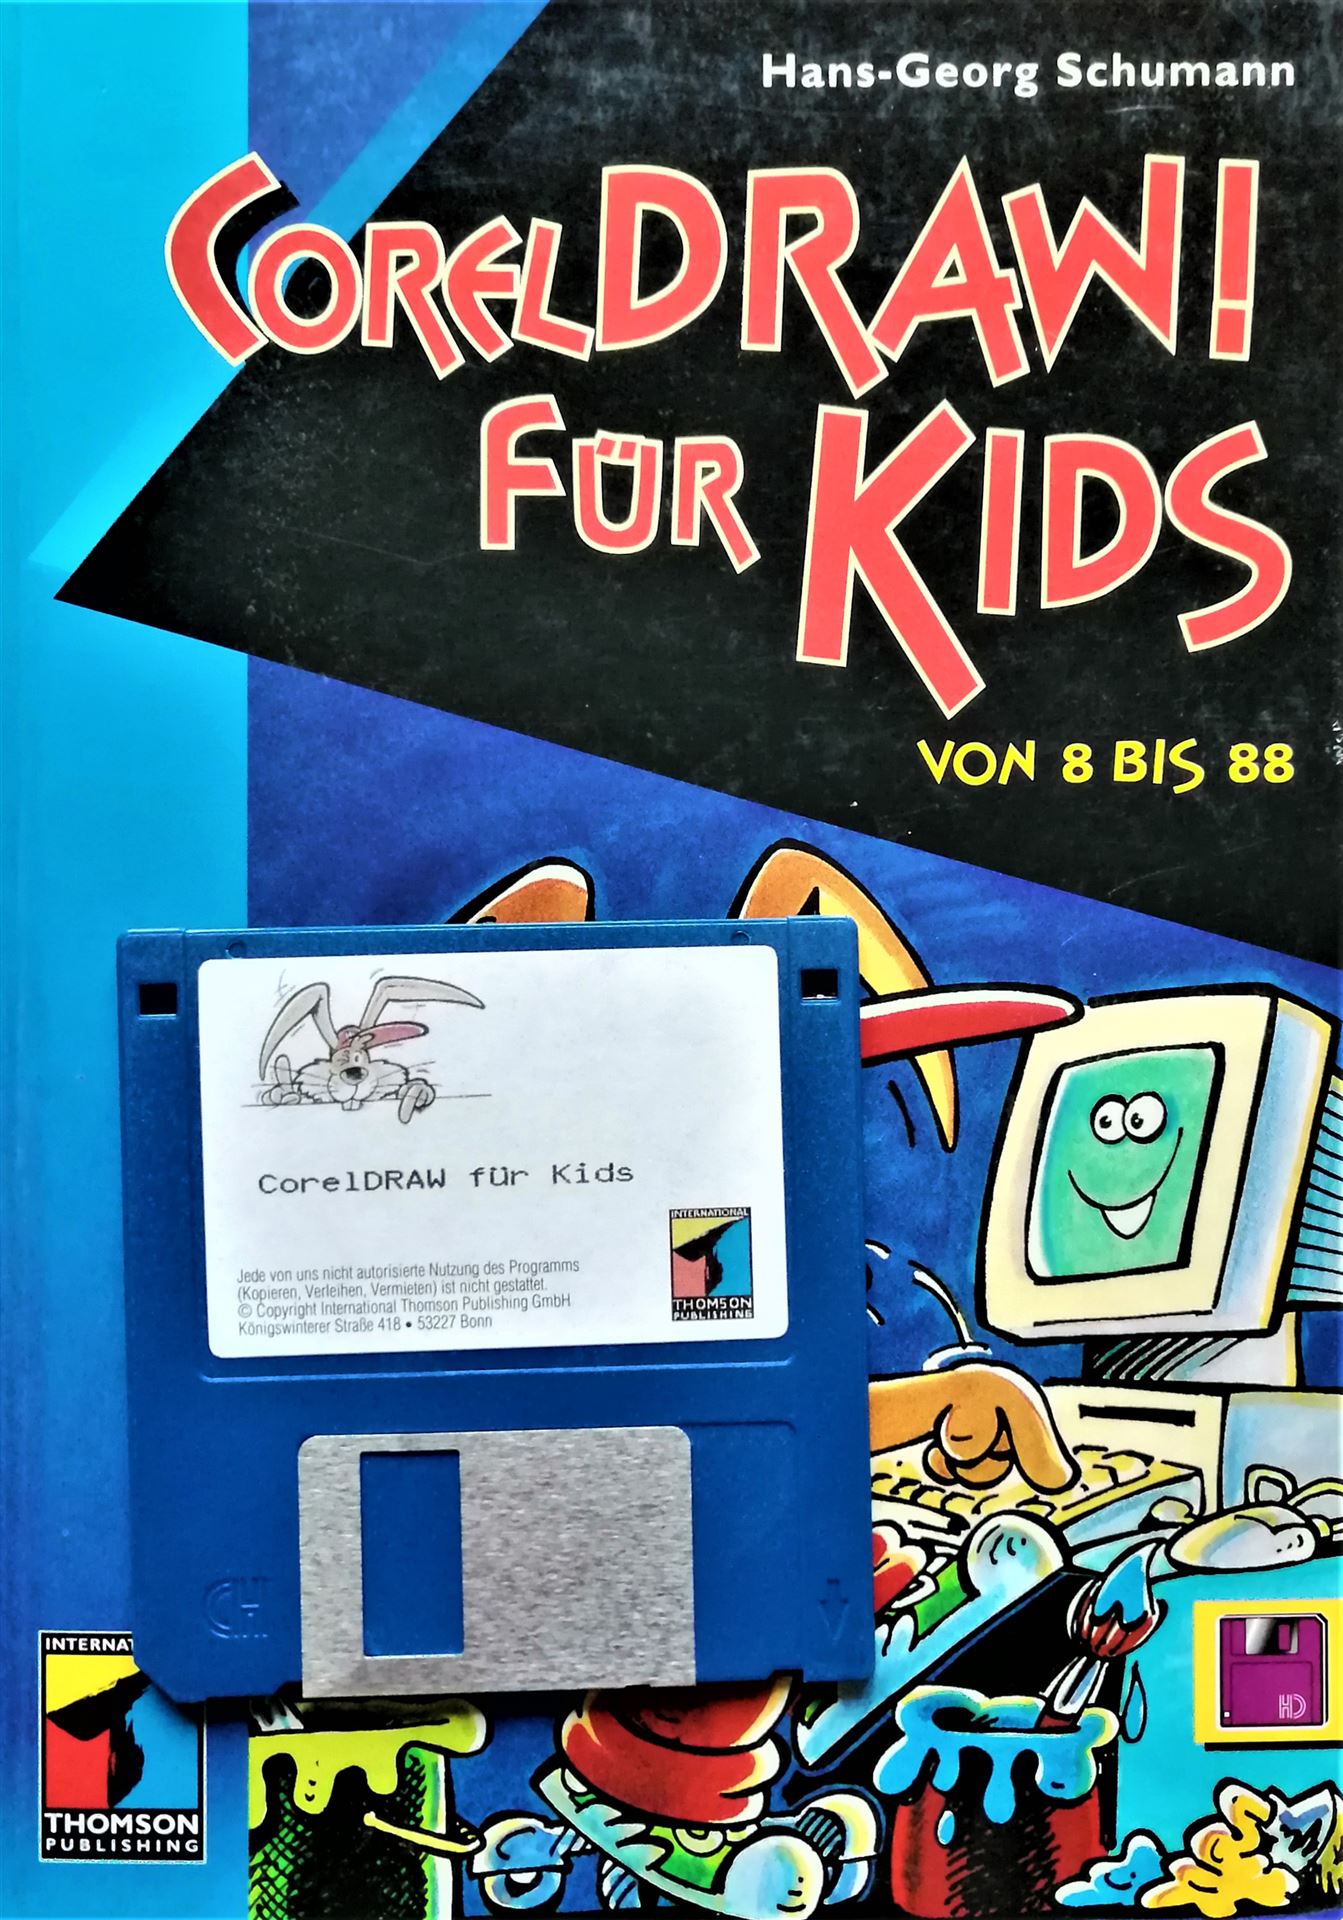 Hans-Georg Schumann
CORELDRAW!
FÜR KIDS
VON 8 BIS 88
CorelDRAW für Kids
INTERNATIONAL
THOMSON
PUBLISHING
Jede von uns nicht autorisierte Nutzung des Programms
(Kopieren, Verleihen, Vermieten) ist nicht gestattet.
© Copyright International Thomson Publishing GmbH
Königswinterer Straße 418 • 53227 Bonn
HD
INTERNA
THOMSON
PUBLISHING